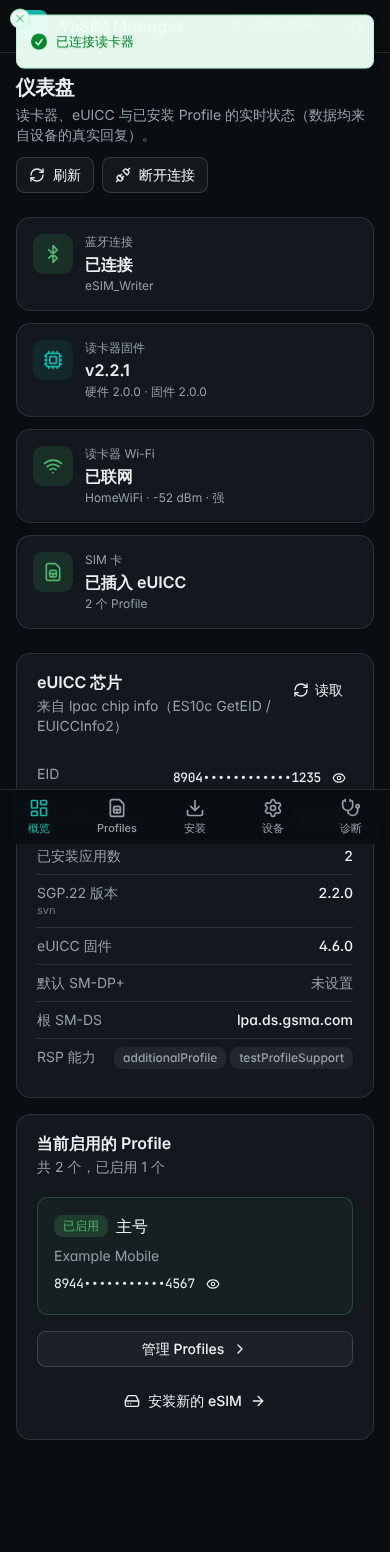 已连接读卡器
仪表盘
读卡器、eUICC 与已安装 Profile 的实时状态（数据均来
自设备的真实回复）。
刷新
断开连接
蓝牙连接
已连接
eSIM_Writer
读卡器固件
v2.2.1
硬件 2.0.0 · 固件 2.0.0
读卡器 Wi-Fi
已联网
HomeWiFi · -52 dBm · 强
SIM 卡
已插入 eUICC
2 个 Profile
eUICC 芯片
读取
来自 lpac chip info（ES10c GetEID /
EUICCInfo2）
EID 8904••••••••••••1235
概览 Profiles 安装 设备 诊断
已安装应用数 2
SGP.22 版本 2.2.0
svn
eUICC 固件 4.6.0
默认 SM-DP+ 未设置
根 SM-DS lpa.ds.gsma.com
RSP 能力 additionalProfile testProfileSupport
当前启用的 Profile
共 2 个，已启用 1 个
已启用 主号
Example Mobile
8944•••••••••••4567
管理 Profiles
安装新的 eSIM